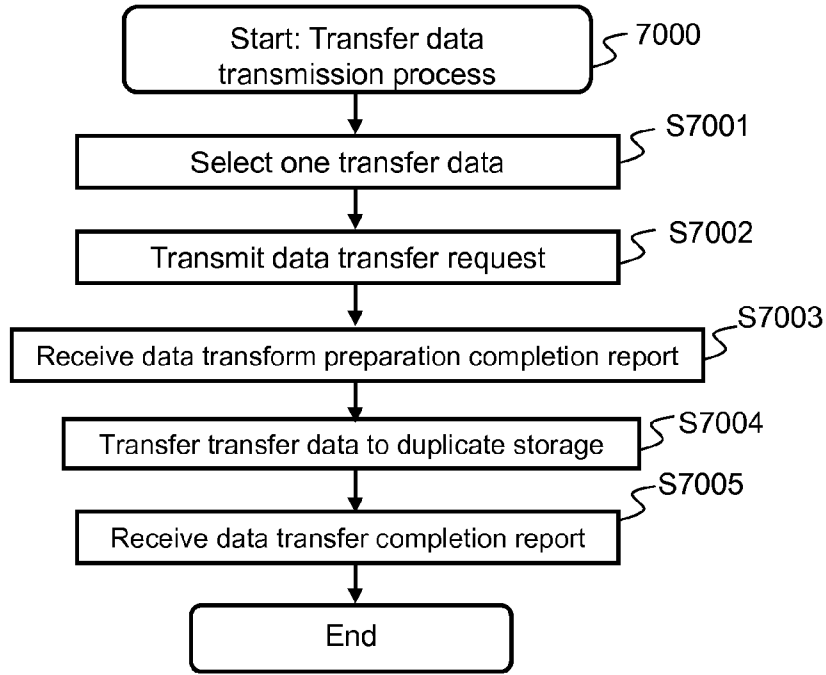 Start: Transfer data
transmission process
7000
Select one transfer data
S7001
Transmit data transfer request
S7002
Receive data transform preparation completion report
S7003
Transfer transfer data to duplicate storage
S7004
Receive data transfer completion report
S7005
End